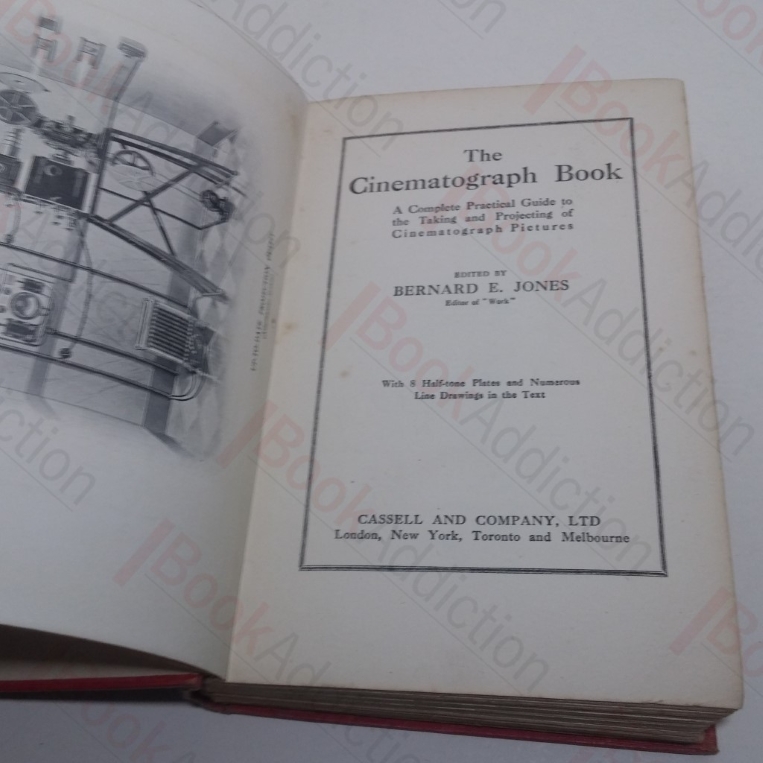 The
Cinematograph Book
A Complete Practical Guide to
the Taking and Projecting of
Cinematograph Pictures
EDITED BY
BERNARD E. JONES
Editor of "Work"
With 8 Half-tone Plates and Numerous
Line Drawings in the Text
CASSELL AND COMPANY, LTD
London, New York, Toronto and Melbourne
BookAddiction